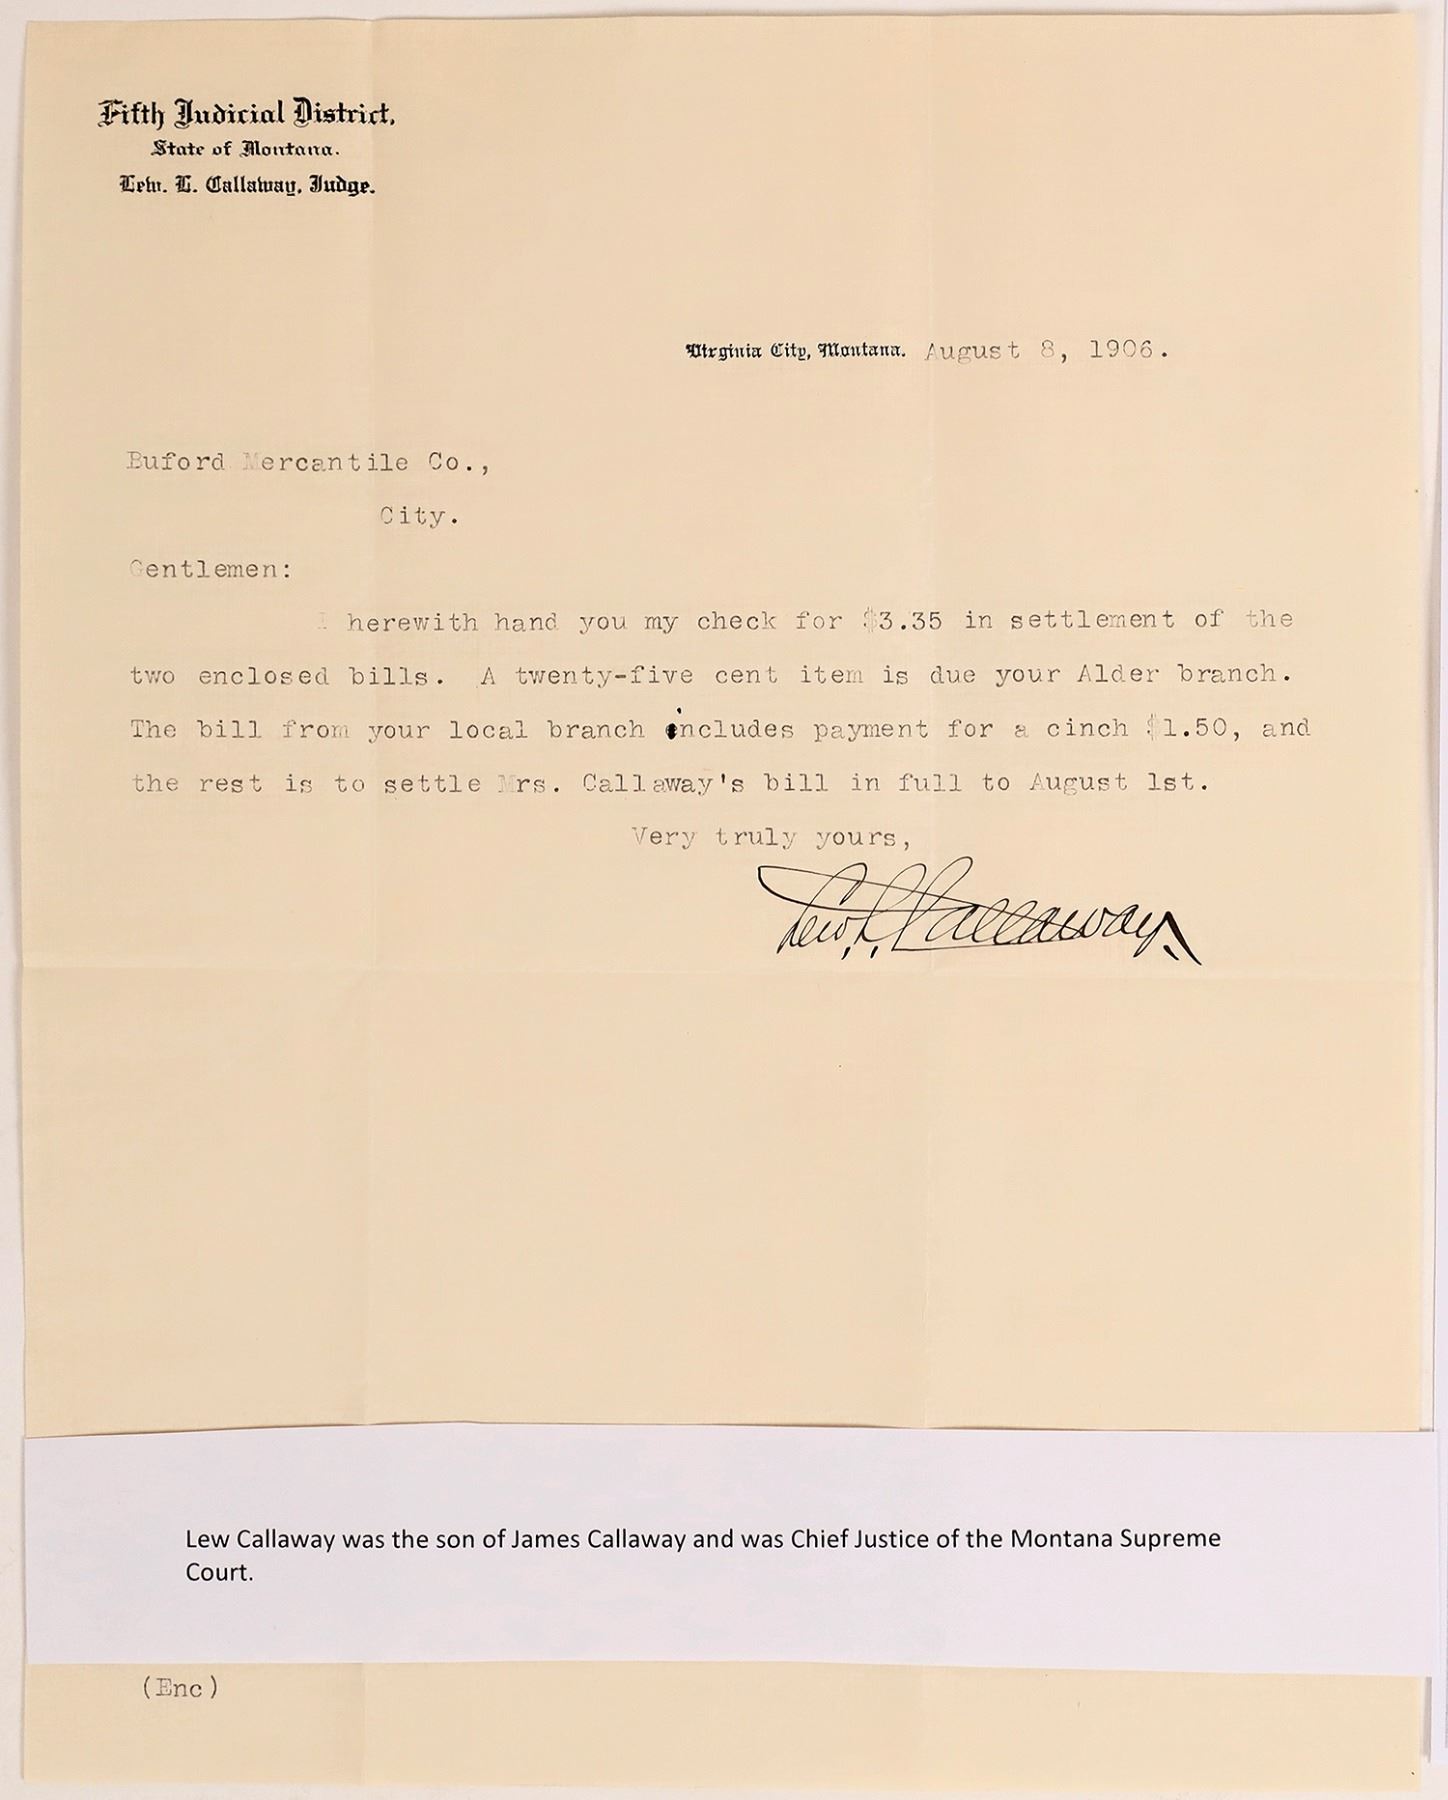 Fifth Judicial District,
State of Montana.
Lew. L. Callaway, Judge.
Virginia City, Montana. August 8, 1906.
Buford Mercantile Co.,
City.
Gentlemen:
I herewith hand you my check for $3.35 in settlement of the
two enclosed bills. A twenty-five cent item is due your Alder branch.
The bill from your local branch includes payment for a cinch $1.50, and
the rest is to settle Mrs. Callaway's bill in full to August 1st.
Very truly yours,
Lew. L. Callaway.
Lew Callaway was the son of James Callaway and was Chief Justice of the Montana Supreme
Court.
(Enc)